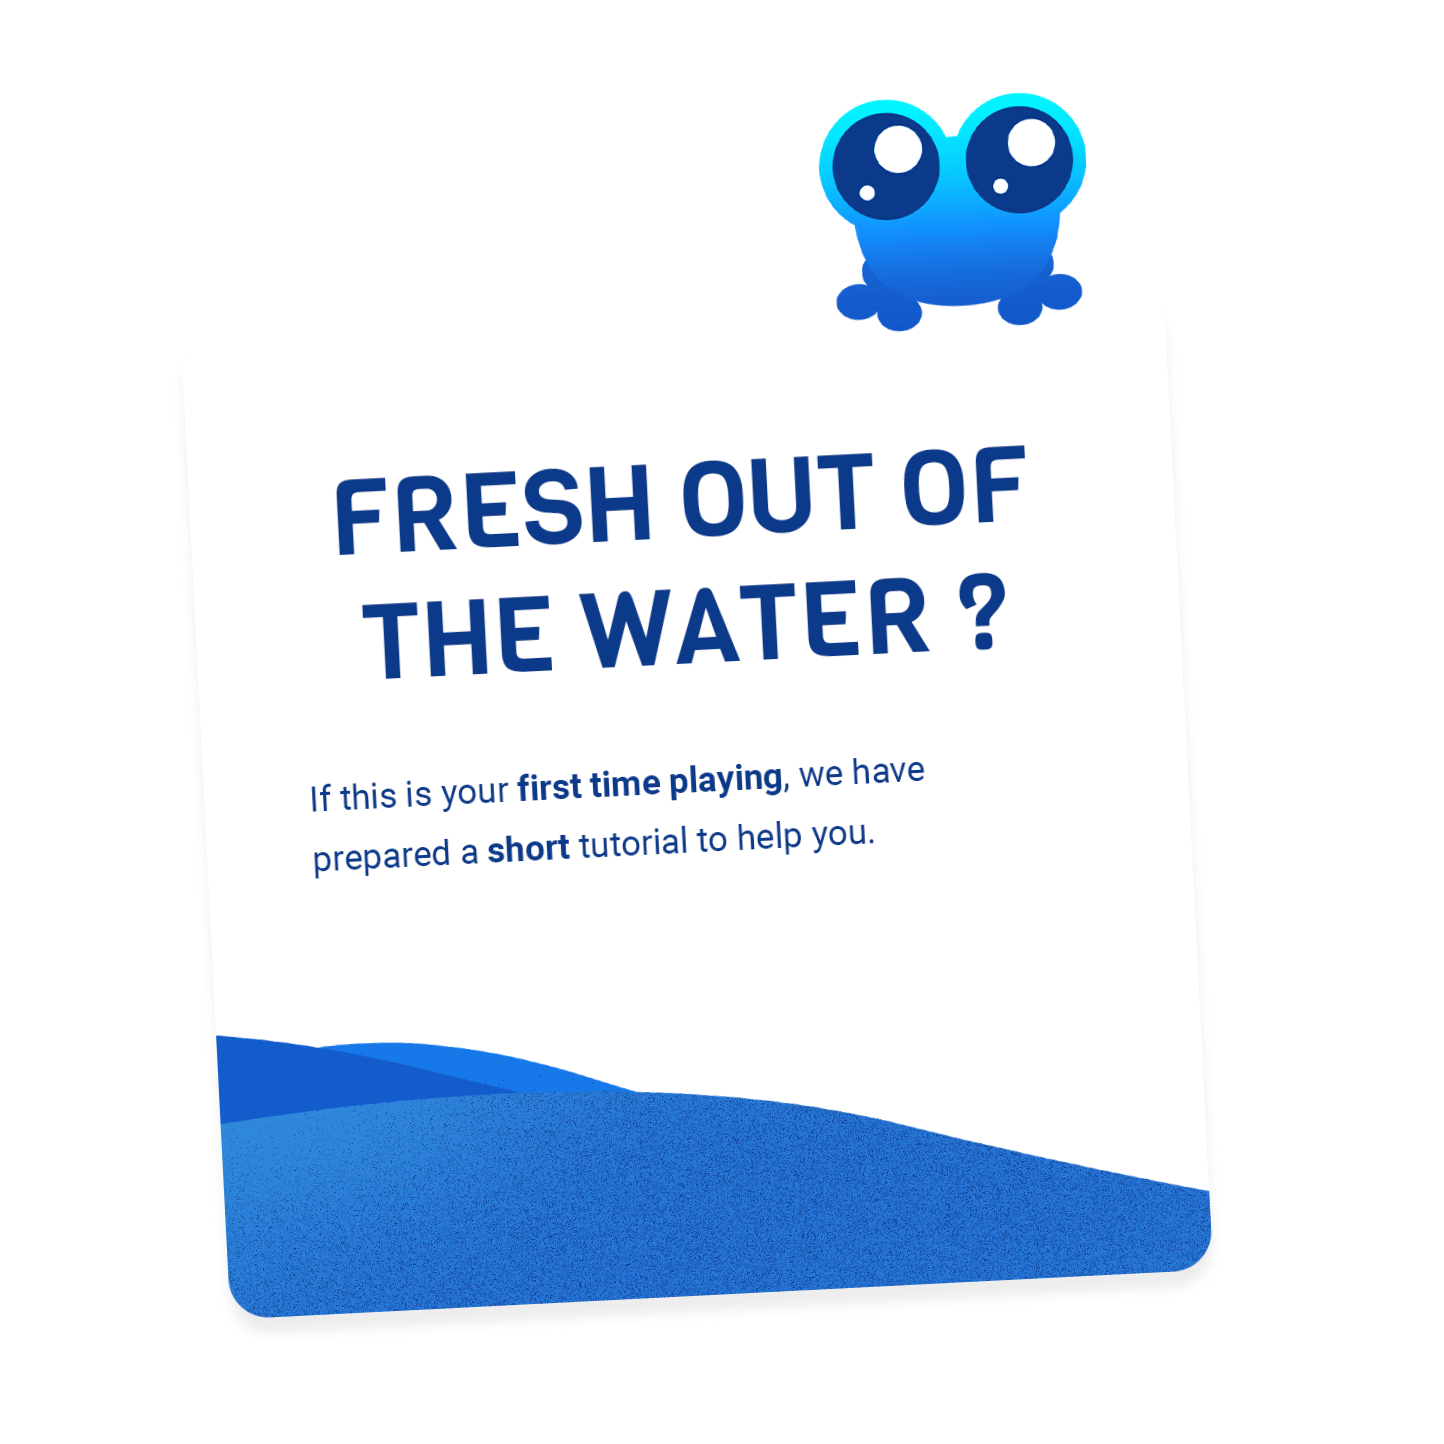 FRESH OUT OF
THE WATER ?
If this is your first time playing, we have
prepared a short tutorial to help you.